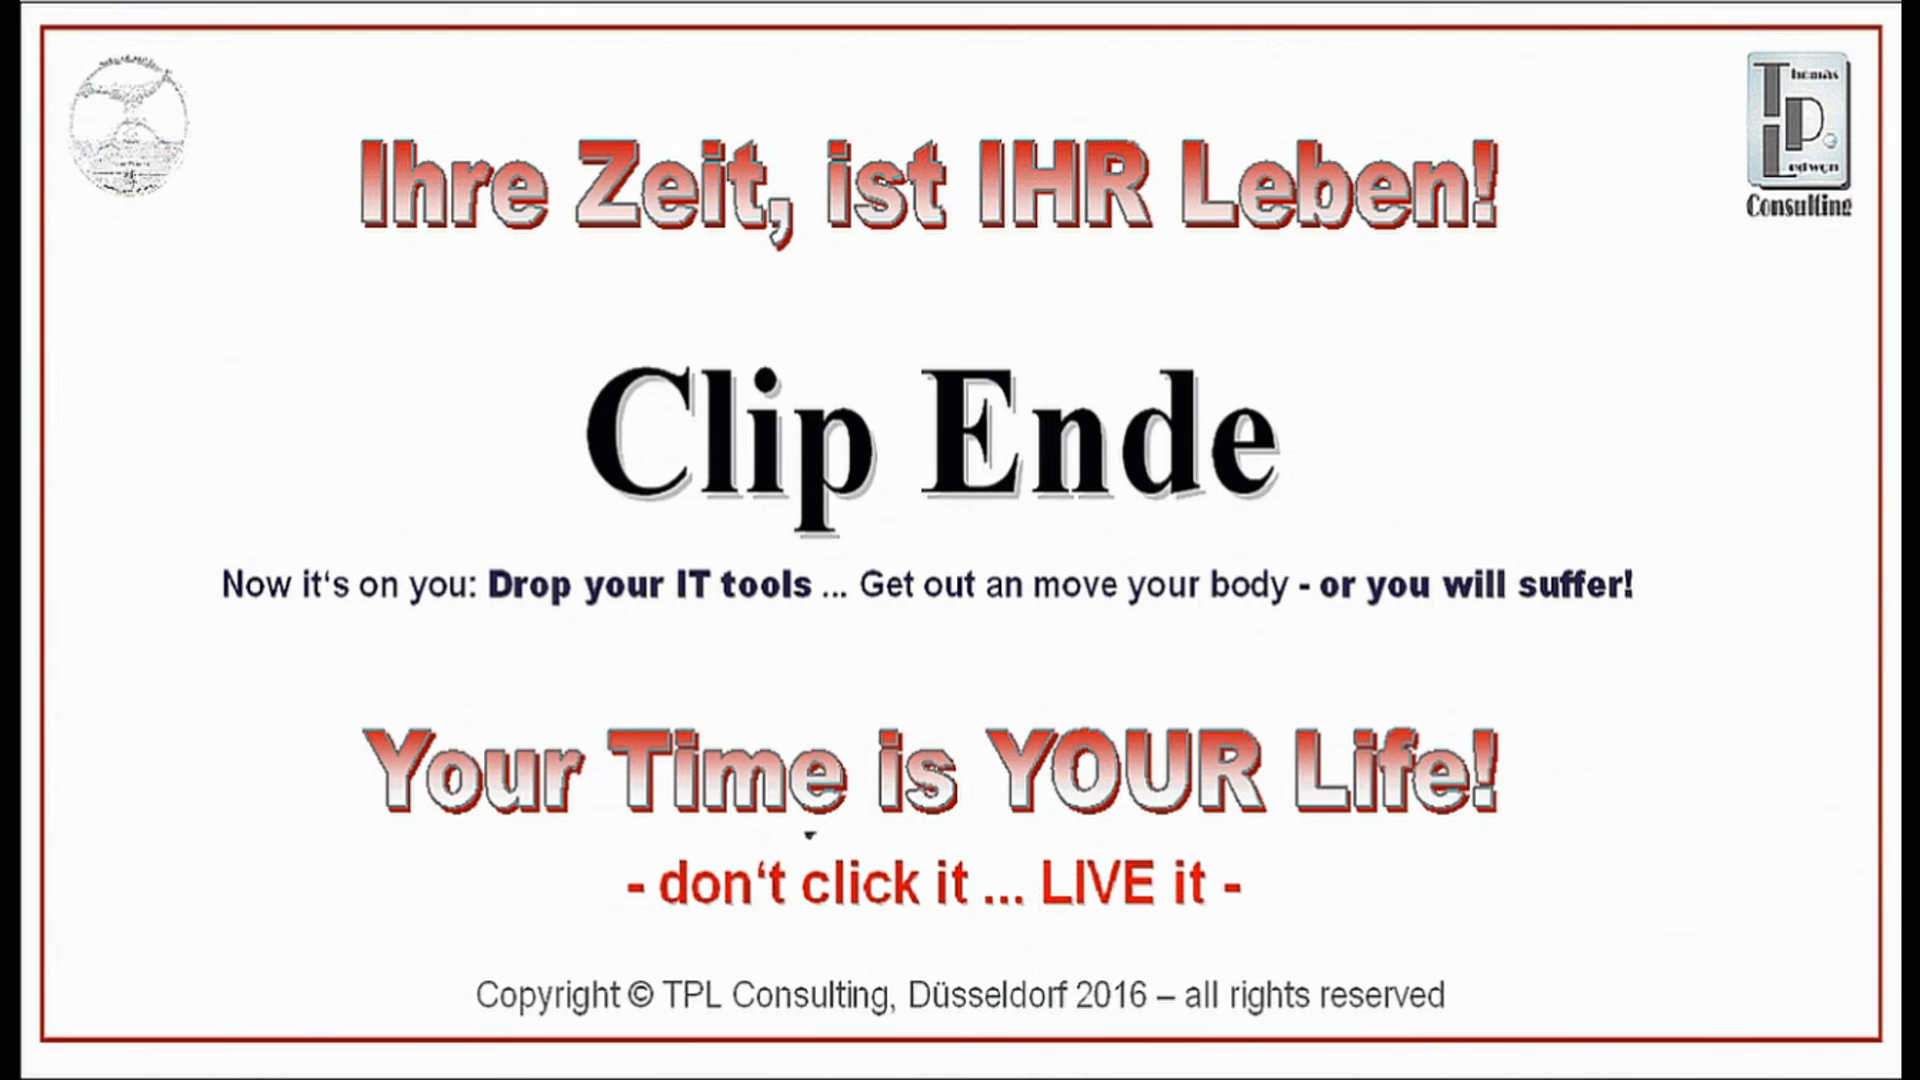 Ihre Zeit, ist IHR Leben!
Thomas
P.
Ledwon
Consulting
Clip Ende
Now it‘s on you: Drop your IT tools ... Get out an move your body - or you will suffer!
Your Time is YOUR Life!
- don‘t click it ... LIVE it -
Copyright © TPL Consulting, Düsseldorf 2016 – all rights reserved